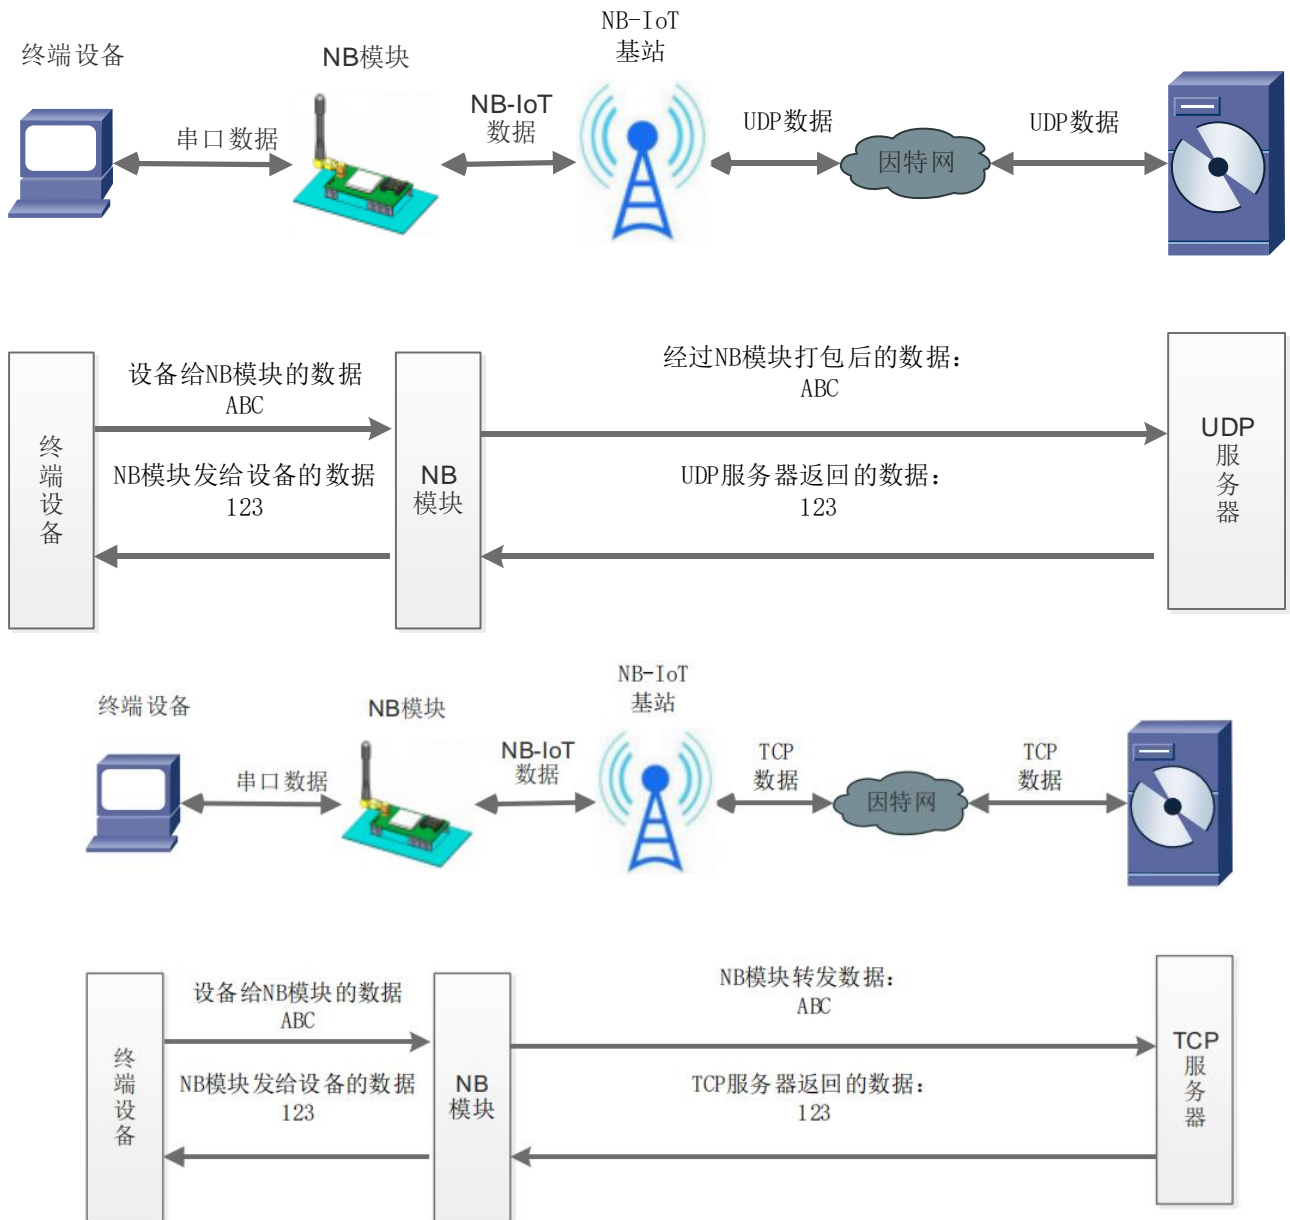 NB-IoT
基站
终端设备
NB模块
NB-IoT
数据
UDP数据
UDP数据
串口数据
因特网
设备给NB模块的数据
ABC
经过NB模块打包后的数据：
ABC
终
端
设
备
NB模块发给设备的数据
123
NB
模块
UDP服务器返回的数据：
123
UDP
服
务
器
NB-IoT
基站
终端设备
NB模块
NB-IoT
数据
TCP
数据
TCP
数据
串口数据
因特网
设备给NB模块的数据
ABC
NB模块转发数据：
ABC
终
端
设
备
NB模块发给设备的数据
123
NB
模块
TCP服务器返回的数据：
123
TCP
服
务
器